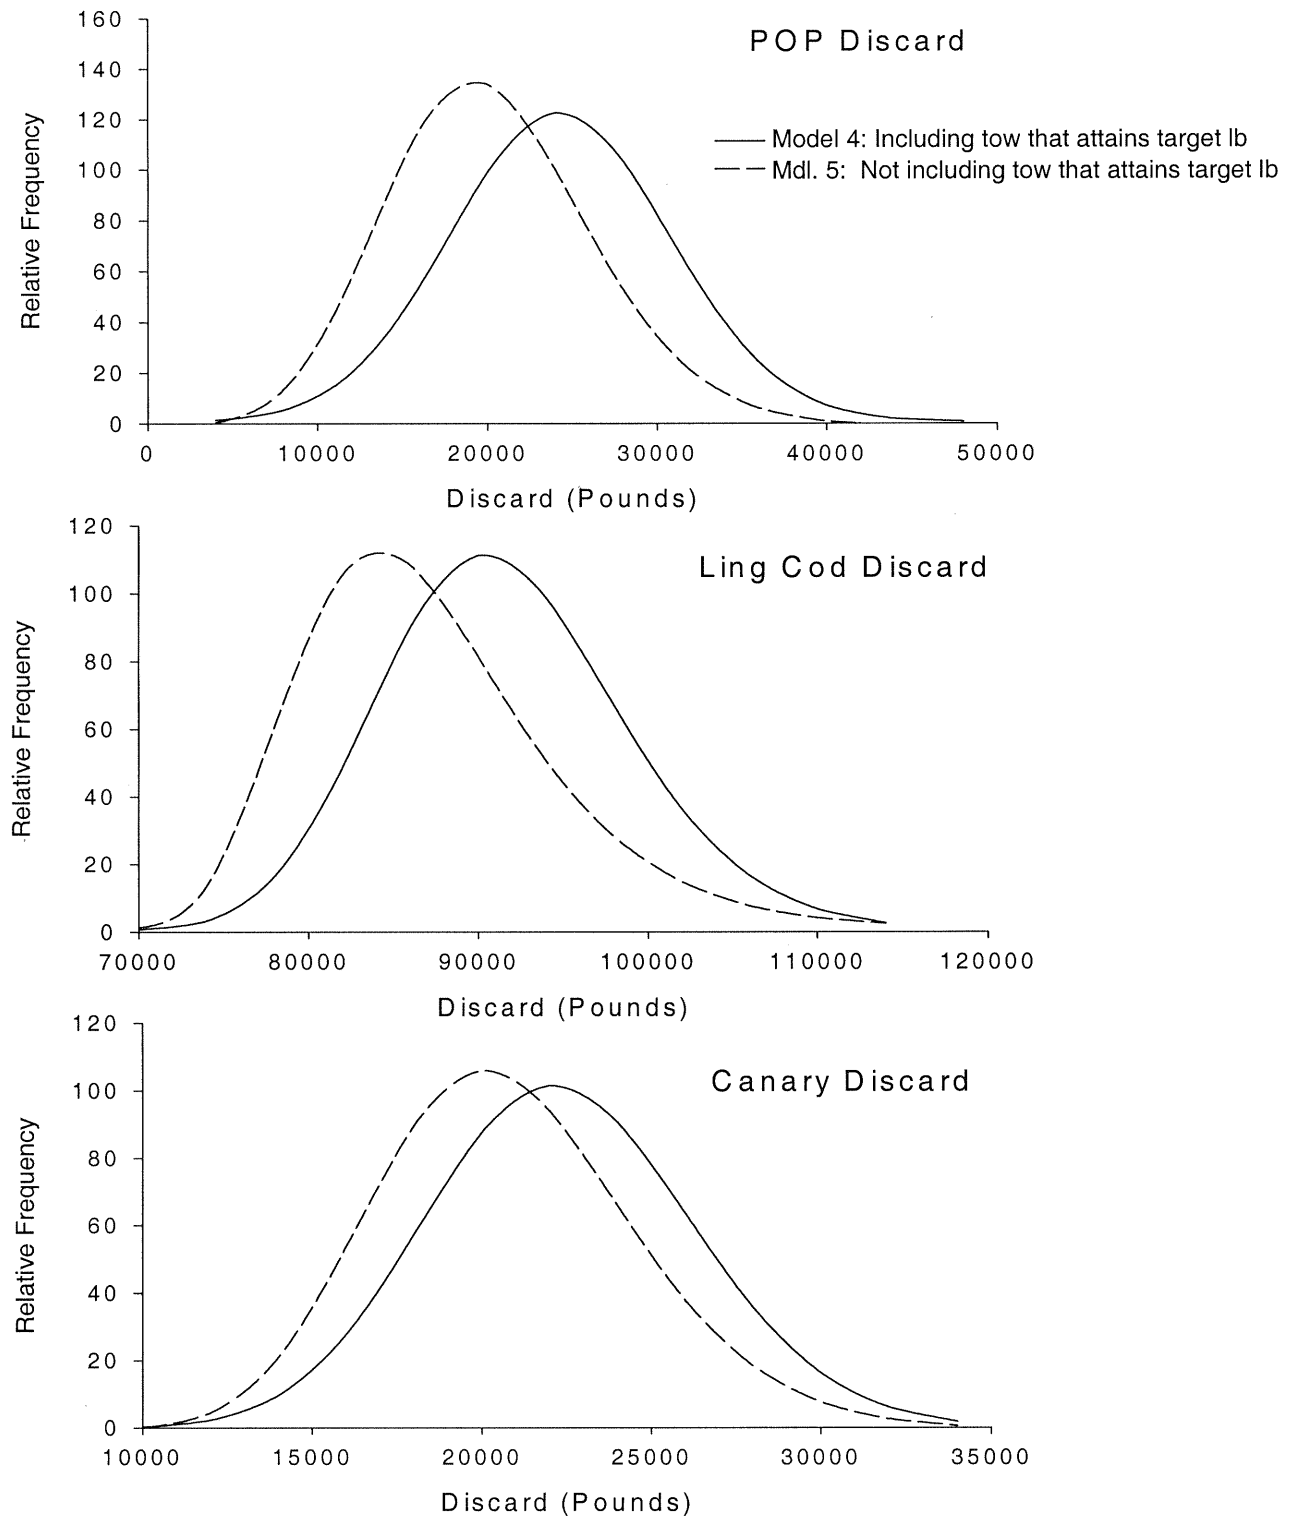 POP Discard
Relative Frequency
160
140
120
100
80
60
40
20
0
Model 4: Including tow that attains target lb
Mdl. 5: Not including tow that attains target lb
0 10000 20000 30000 40000 50000
Discard (Pounds)
Ling Cod Discard
Relative Frequency
120
100
80
60
40
20
0
70000 80000 90000 100000 110000 120000
Discard (Pounds)
Canary Discard
Relative Frequency
120
100
80
60
40
20
0
10000 15000 20000 25000 30000 35000
Discard (Pounds)